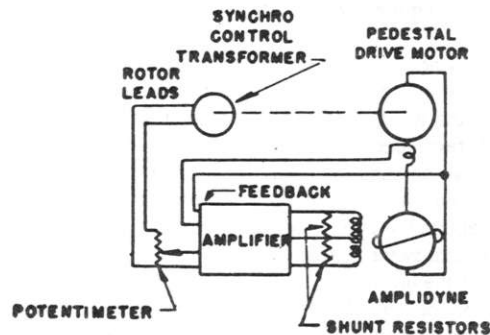 SYNCHRO
CONTROL
TRANSFORMER
PEDESTAL
DRIVE MOTOR
ROTOR
LEADS
FEEDBACK
AMPLIFIER
POTENTIMETER
AMPLIDYNE
SHUNT RESISTORS